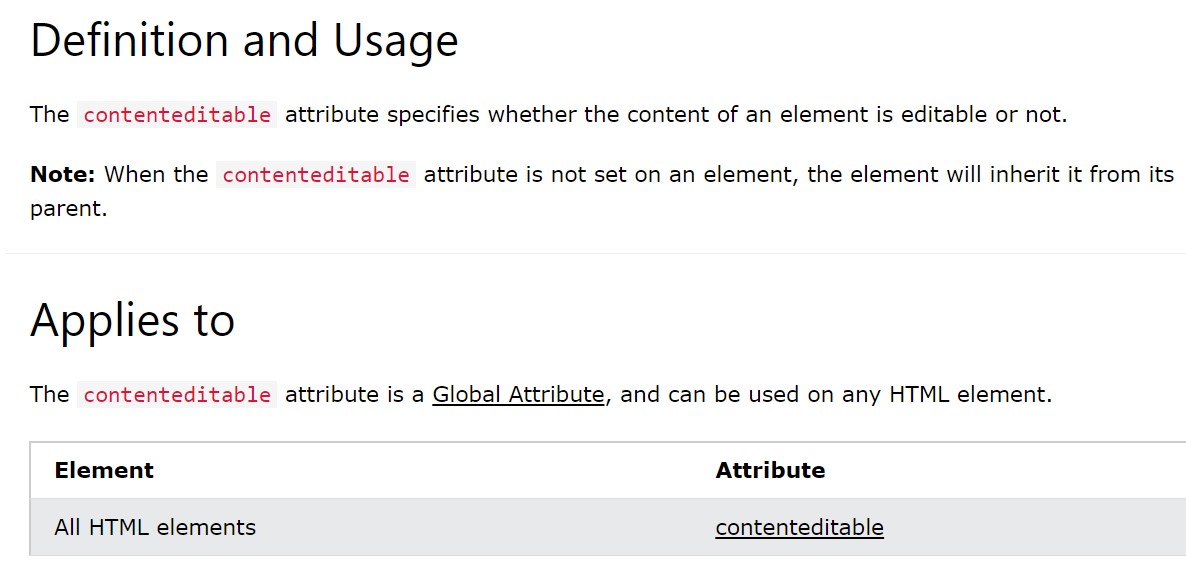 Definition and Usage
The contenteditable attribute specifies whether the content of an element is editable or not.
Note: When the contenteditable attribute is not set on an element, the element will inherit it from its
parent.
Applies to
The contenteditable attribute is a Global Attribute, and can be used on any HTML element.
Element Attribute
All HTML elements contenteditable